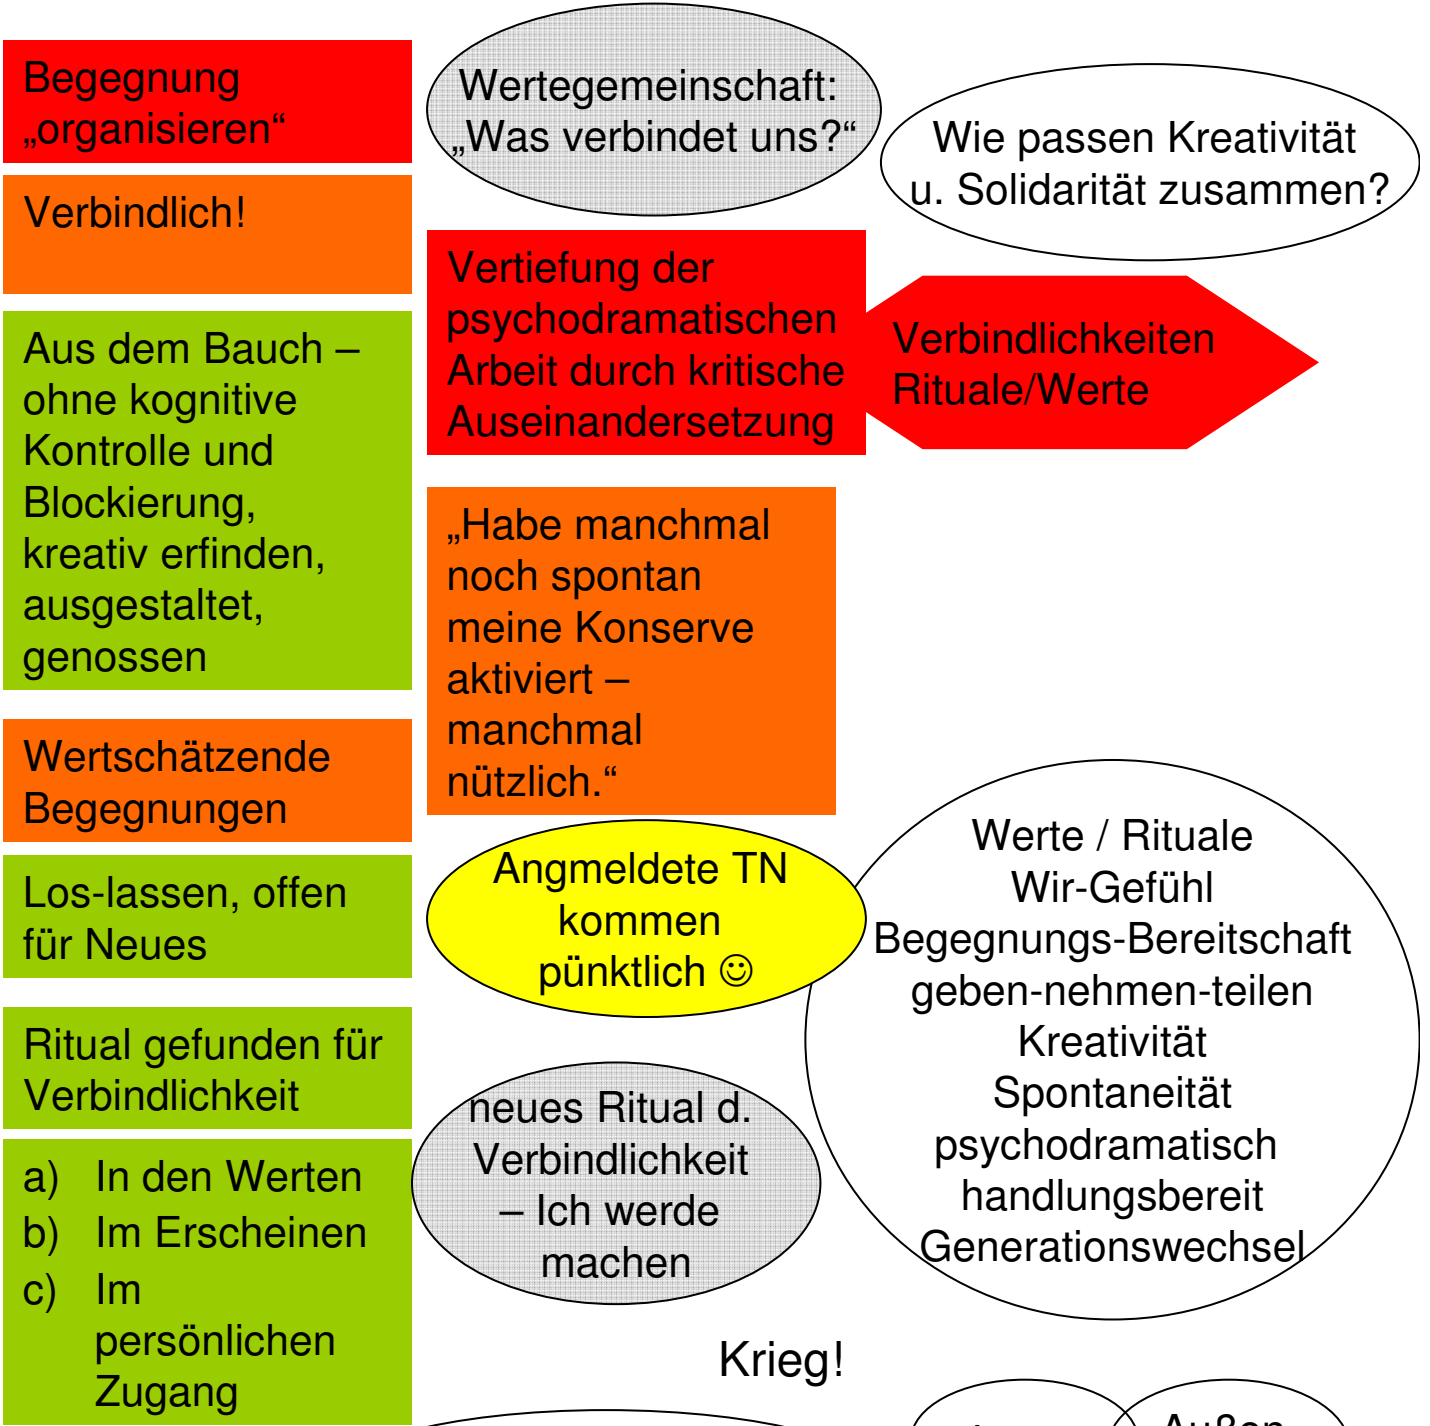 Begegnung
„organisieren“
Verbindlich!
Aus dem Bauch –
ohne kognitive
Kontrolle und
Blockierung,
kreativ erfinden,
ausgestaltet,
genossen
Wertschätzende
Begegnungen
Los-lassen, offen
für Neues
Ritual gefunden für
Verbindlichkeit
a) In den Werten
b) Im Erscheinen
c) Im
persönlichen
Zugang
Wertegemeinschaft:
„Was verbindet uns?“
Vertiefung der
psychodramatischen
Arbeit durch kritische
Auseinandersetzung
„Habe manchmal
noch spontan
meine Konserve
aktiviert –
manchmal
nützlich.“
Angmeldete TN
kommen
pünktlich ☺
neues Ritual d.
Verbindlichkeit
– Ich werde
machen
Wie passen Kreativität
u. Solidarität zusammen?
Verbindlichkeiten
Rituale/Werte
Werte / Rituale
Wir-Gefühl
Begegnungs-Bereitschaft
geben-nehmen-teilen
Kreativität
Spontaneität
psychodramatisch
handlungsbereit
Generationswechsel
Krieg!
Außen